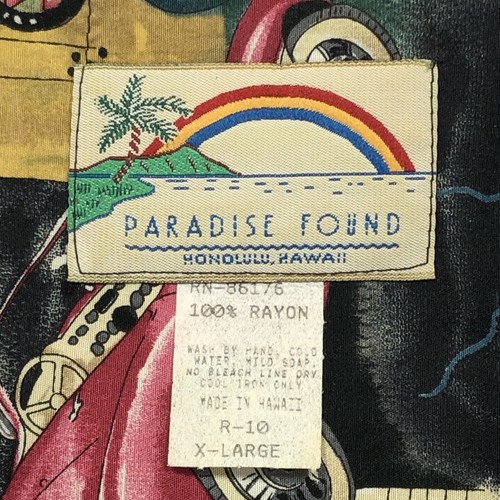 PARADISE FOUND
HONOLULU, HAWAII
RN-86176
100% RAYON
WASH BY HAND, COLD
WATER, MILD SOAP.
NO BLEACH LINE DRY
COOL IRON ONLY
MADE IN HAWAII
R-10
X-LARGE